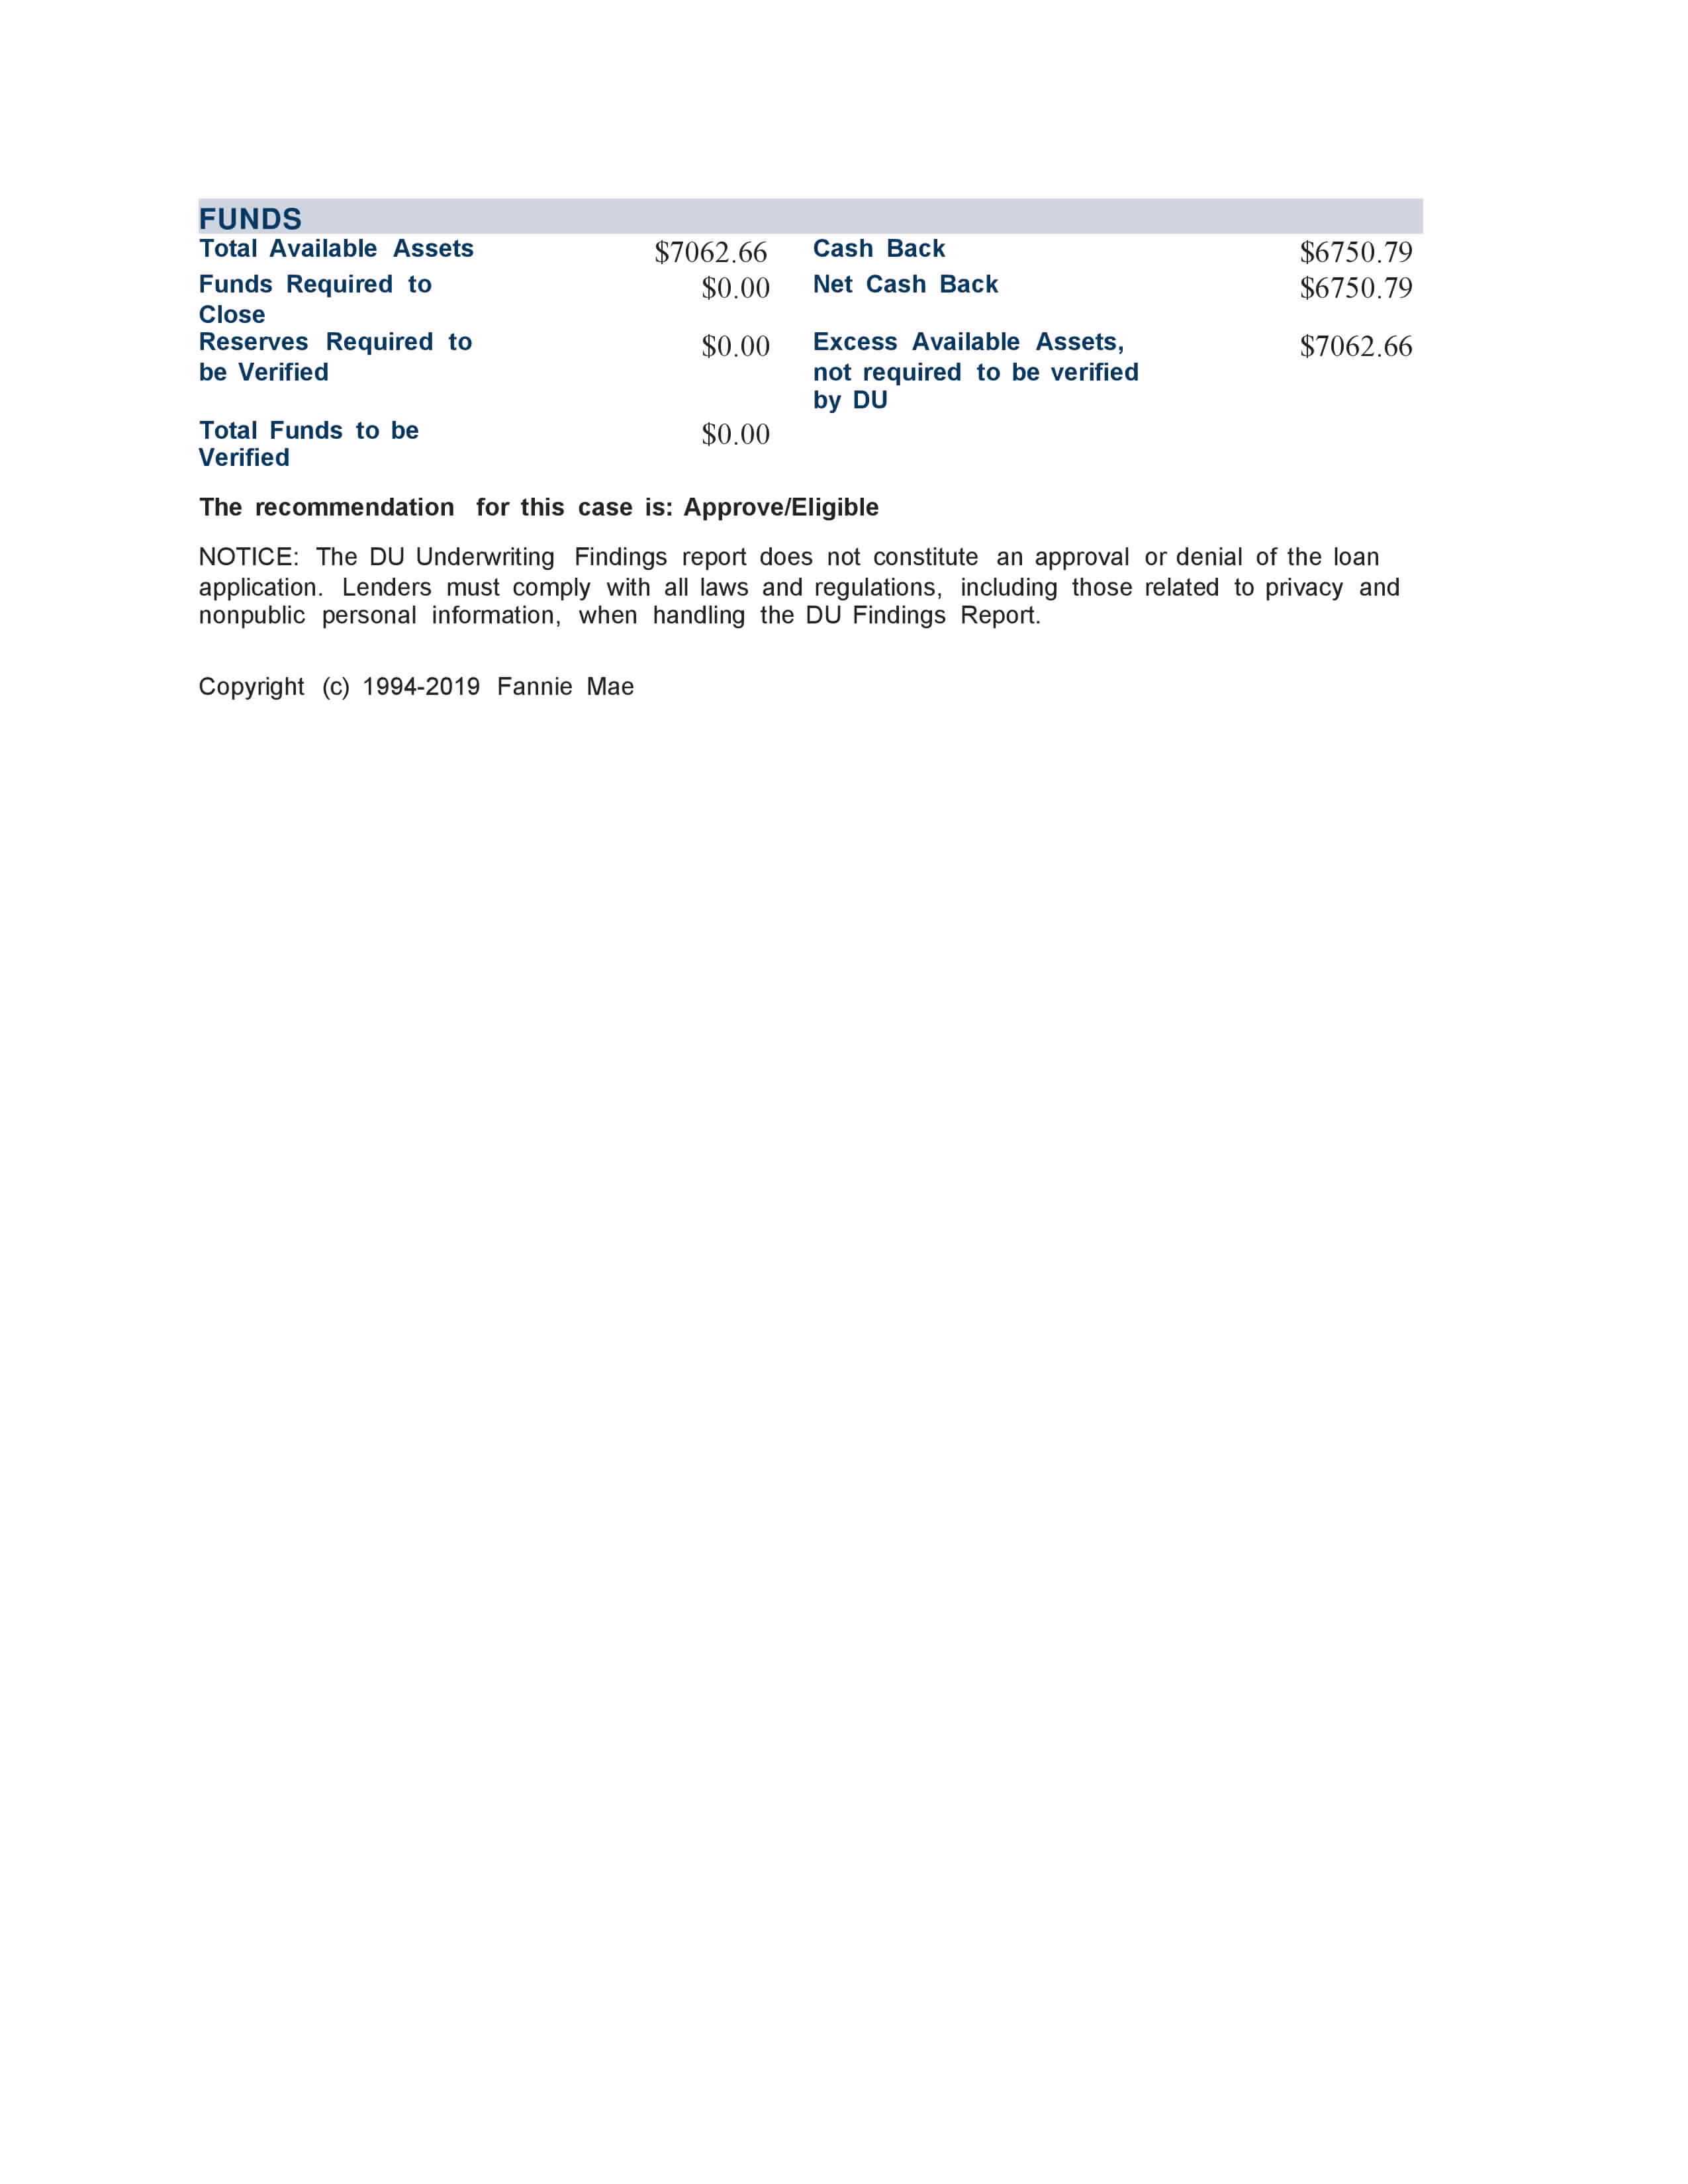 FUNDS
Total Available Assets $7062.66 Cash Back $6750.79
Funds Required to $0.00 Net Cash Back $6750.79
Close
Reserves Required to $0.00 Excess Available Assets, $7062.66
be Verified not required to be verified
by DU
Total Funds to be $0.00
Verified
The recommendation for this case is: Approve/Eligible
NOTICE: The DU Underwriting Findings report does not constitute an approval or denial of the loan
application. Lenders must comply with all laws and regulations, including those related to privacy and
nonpublic personal information, when handling the DU Findings Report.
Copyright (c) 1994-2019 Fannie Mae